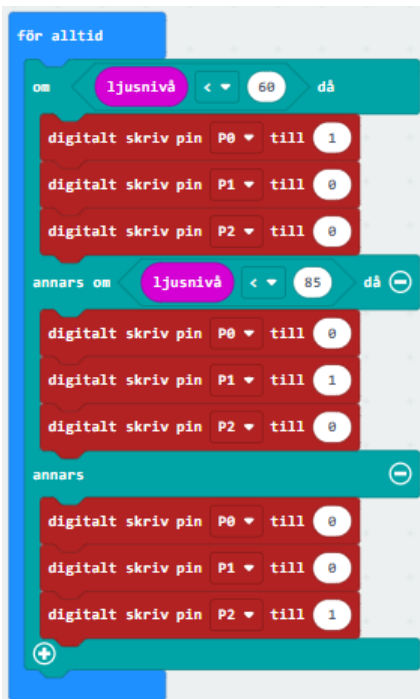 för alltid
om ljusnivå < 60 då
digitalt skriv pin P0 till 1
digitalt skriv pin P1 till 0
digitalt skriv pin P2 till 0
annars om ljusnivå < 85 då
digitalt skriv pin P0 till 0
digitalt skriv pin P1 till 1
digitalt skriv pin P2 till 0
annars
digitalt skriv pin P0 till 0
digitalt skriv pin P1 till 0
digitalt skriv pin P2 till 1